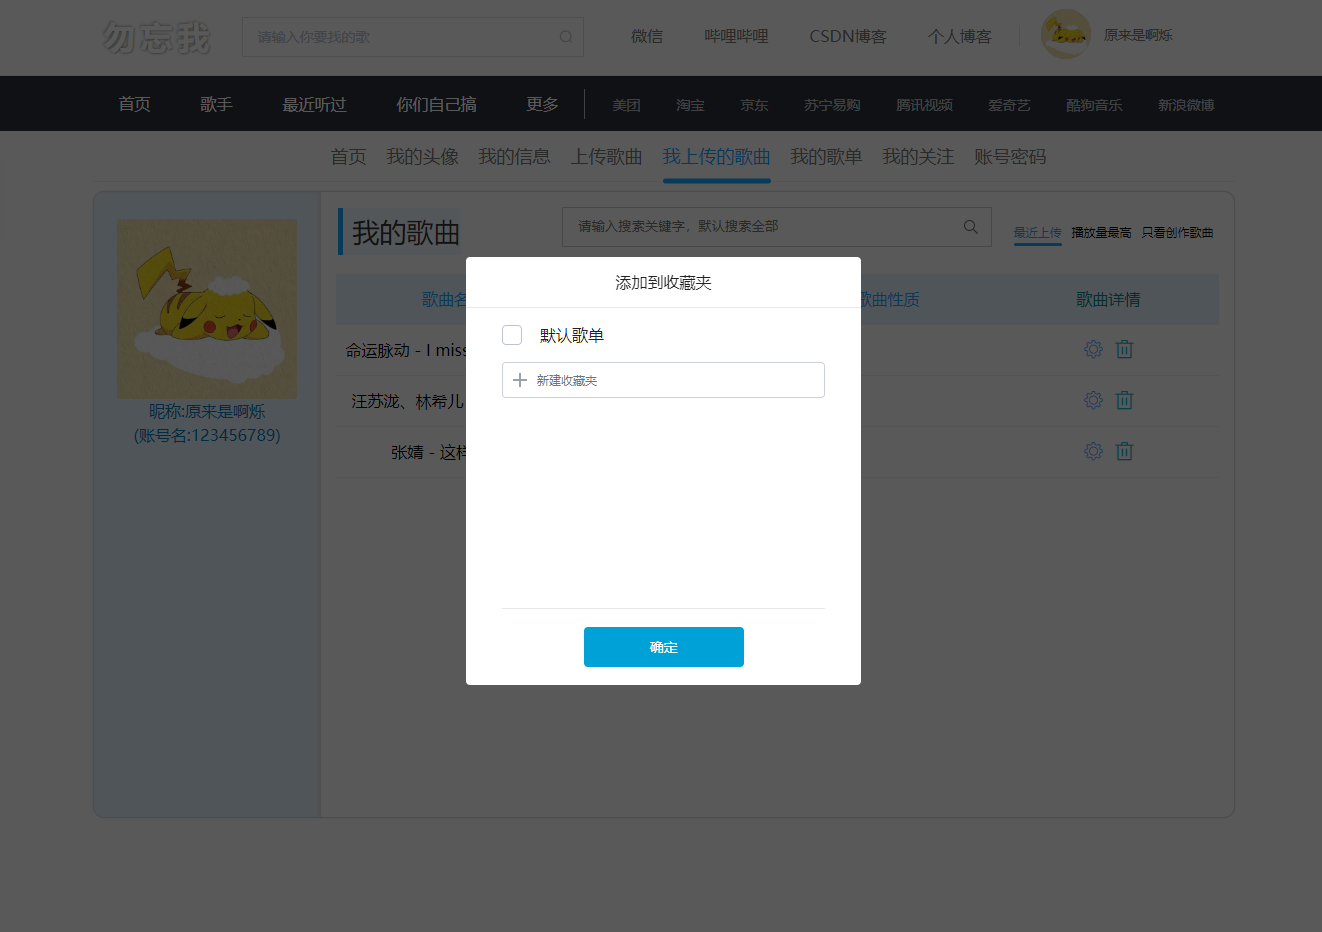 勿忘我
请输入你要找的歌
微信 哔哩哔哩 CSDN博客 个人博客
原来是啊烁
首页 歌手 最近听过 你们自己搞 更多 美团 淘宝 京东 苏宁易购 腾讯视频 爱奇艺 酷狗音乐 新浪微博
首页 我的头像 我的信息 上传歌曲 我上传的歌曲 我的歌单 我的关注 账号密码
昵称:原来是啊烁
(账号名:123456789)
我的歌曲
请输入搜索关键字，默认搜索全部
最近上传 播放量最高 只看创作歌曲
歌曲名 歌曲性质 歌曲详情
命运脉动 - I miss
汪苏泷、林希儿
张婧 - 这样
添加到收藏夹
默认歌单
新建收藏夹
确定